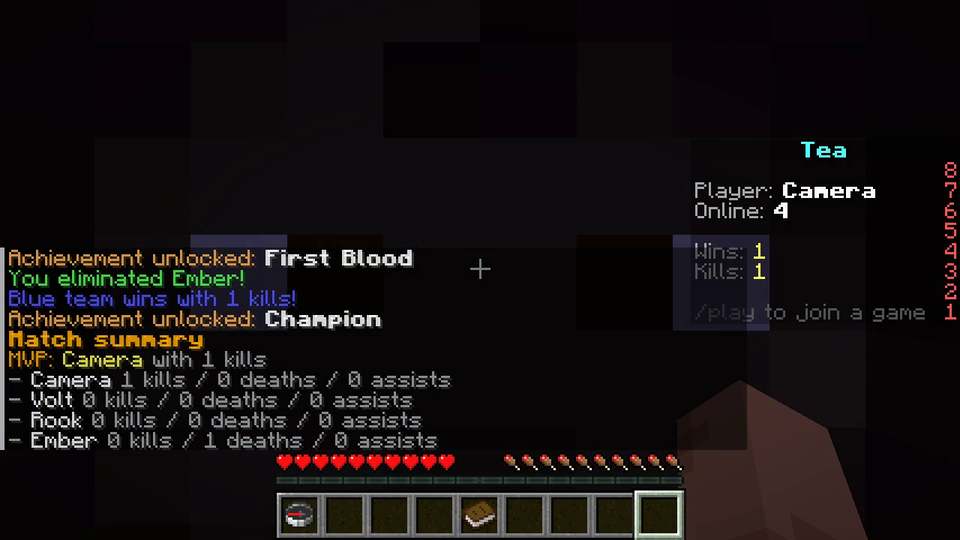 Tea
8
7
Player: Camera
6
Online: 4
5
4
Wins: 1
3
Kills: 1
2
/play to join a game
1
Achievement unlocked: First Blood
You eliminated Ember!
Blue team wins with 1 kills!
Achievement unlocked: Champion
Match summary
MVP: Camera with 1 kills
- Camera 1 kills / 0 deaths / 0 assists
- Volt 0 kills / 0 deaths / 0 assists
- Rook 0 kills / 0 deaths / 0 assists
- Ember 0 kills / 1 deaths / 0 assists